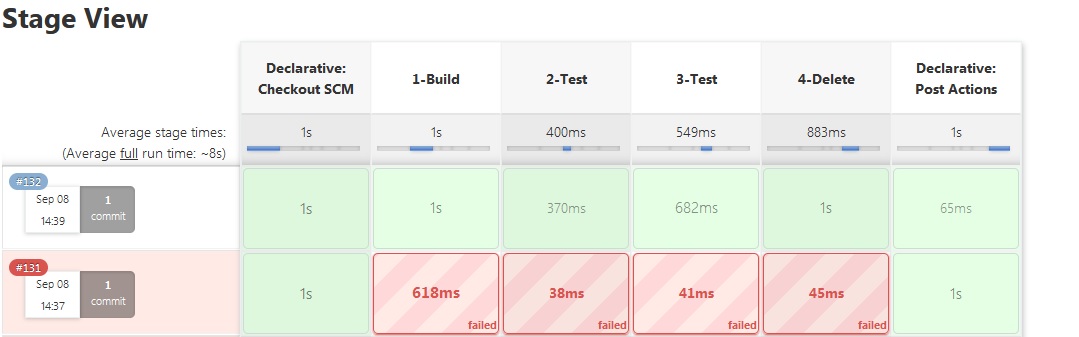 Stage View
Declarative:
Checkout SCM
1-Build
2-Test
3-Test
4-Delete
Declarative:
Post Actions
Average stage times:
(Average full run time: ~8s)
1s
1s
400ms
549ms
883ms
1s
#132
Sep 08
14:39
1
commit
1s
1s
370ms
682ms
1s
65ms
#131
Sep 08
14:37
1
commit
1s
618ms
failed
38ms
failed
41ms
failed
45ms
failed
1s